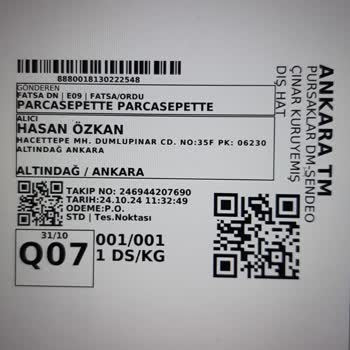 8880018130222548
GÖNDEREN
FATSA DN | E09 | FATSA/ORDU
PARCASEPETTE PARCASEPETTE
ALICI
HASAN ÖZKAN
HACETTEPE MH. DUMLUPINAR CD. NO:35F PK: 06230
ALTINDAĞ ANKARA
ALTINDAĞ / ANKARA
TAKIP NO: 246944207690
TARİH:24.10.24 11:32:49
ODEME:P.O.
STD | Tes.Noktası
31/10
Q07
001/001
1 DS/KG
ANKARA TM
PURSAKLAR DM-ŞENDEO
ÇINAR KURUYEMİŞ
DIŞ HAT